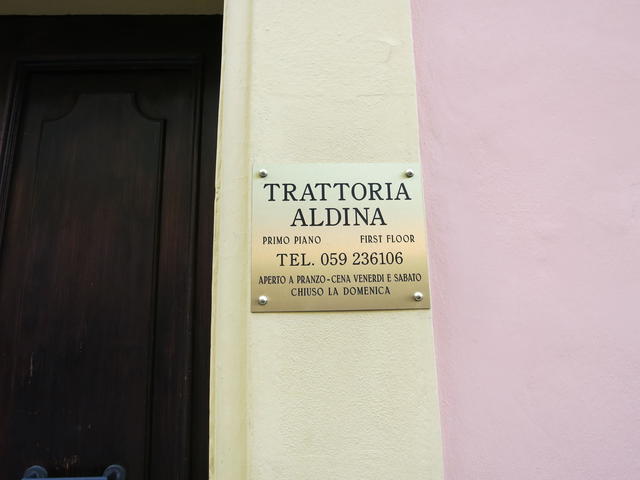 TRATTORIA
ALDINA
PRIMO PIANO FIRST FLOOR
TEL. 059 236106
APERTO A PRANZO-CENA VENERDI E SABATO
CHIUSO LA DOMENICA